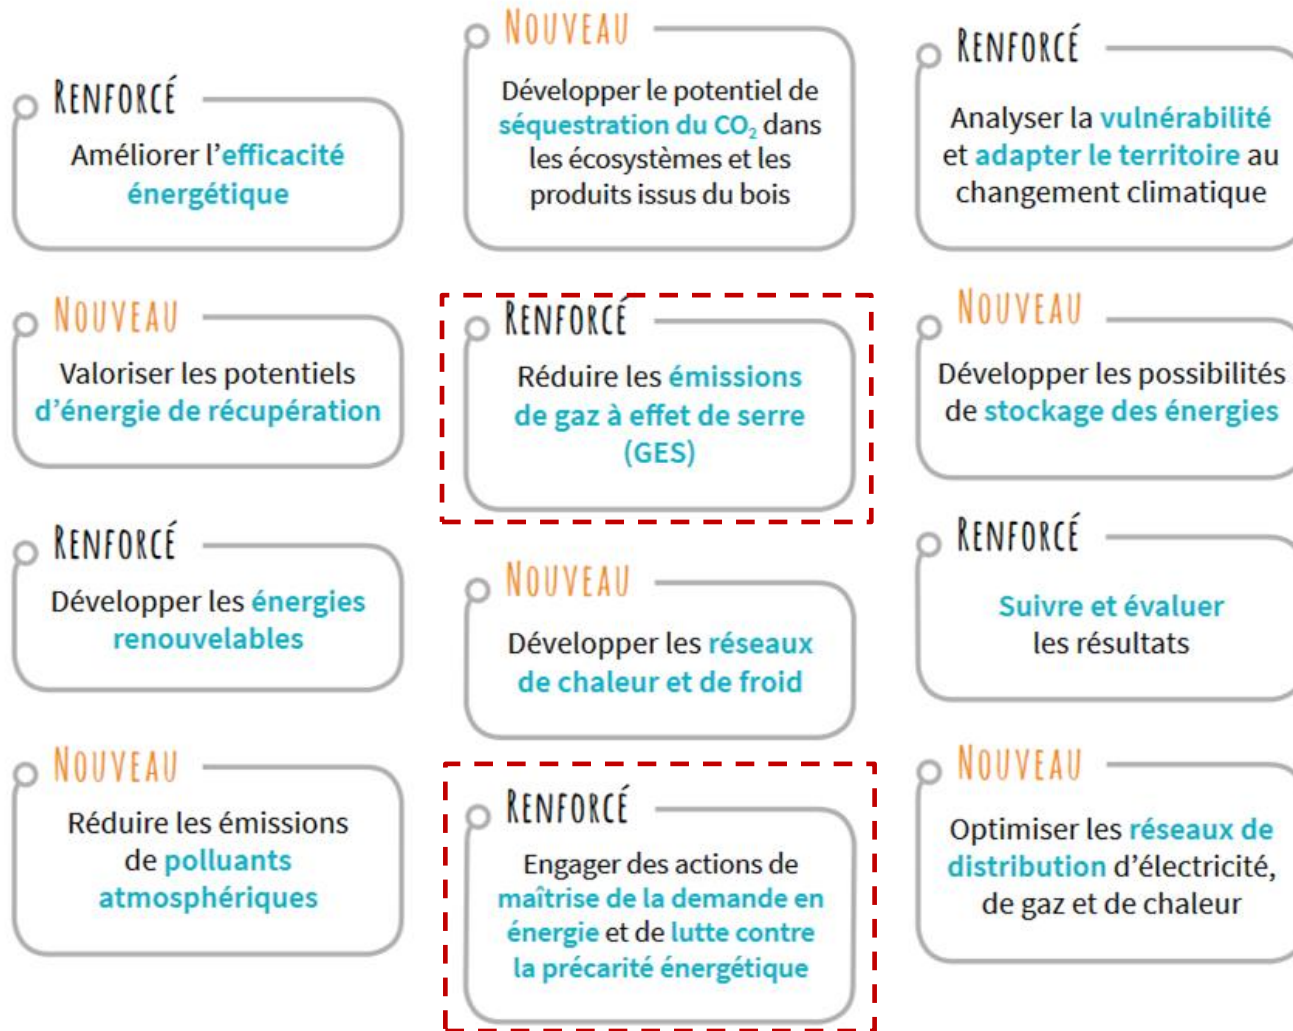 RENFORCÉ
Améliorer l’efficacité
énergétique
NOUVEAU
Valoriser les potentiels
d’énergie de récupération
RENFORCÉ
Développer les énergies
renouvelables
NOUVEAU
Réduire les émissions
de polluants
atmosphériques
NOUVEAU
Développer le potentiel de
séquestration du CO₂ dans
les écosystèmes et les
produits issus du bois
RENFORCÉ
Réduire les émissions
de gaz à effet de serre
(GES)
NOUVEAU
Développer les réseaux
de chaleur et de froid
RENFORCÉ
Engager des actions de
maîtrise de la demande en
énergie et de lutte contre
la précarité énergétique
RENFORCÉ
Analyser la vulnérabilité
et adapter le territoire au
changement climatique
NOUVEAU
Développer les possibilités
de stockage des énergies
RENFORCÉ
Suivre et évaluer
les résultats
NOUVEAU
Optimiser les réseaux de
distribution d’électricité,
de gaz et de chaleur